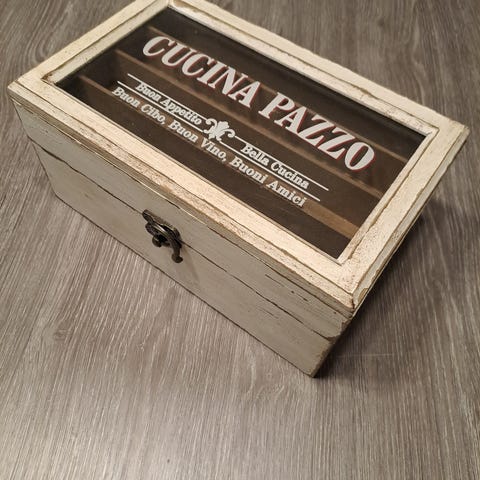 CUCINA PAZZO
Buon Appetito Bella Cucina
Buon Cibo, Buon Vino, Buoni Amici